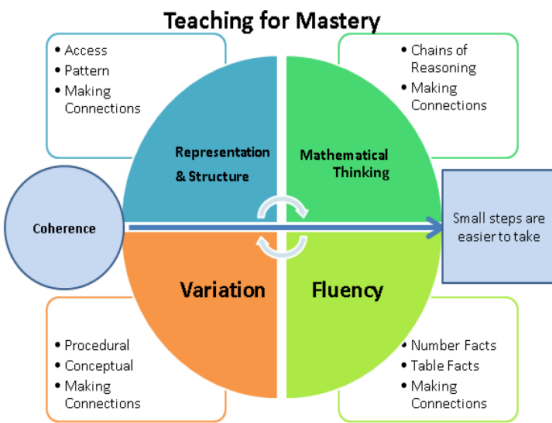 Teaching for Mastery
• Access
• Pattern
• Making
Connections
• Chains of
Reasoning
• Making
Connections
Representation
& Structure
Mathematical
Thinking
Coherence
Small steps are
easier to take
Variation
Fluency
• Procedural
• Conceptual
• Making
Connections
• Number Facts
• Table Facts
• Making
Connections